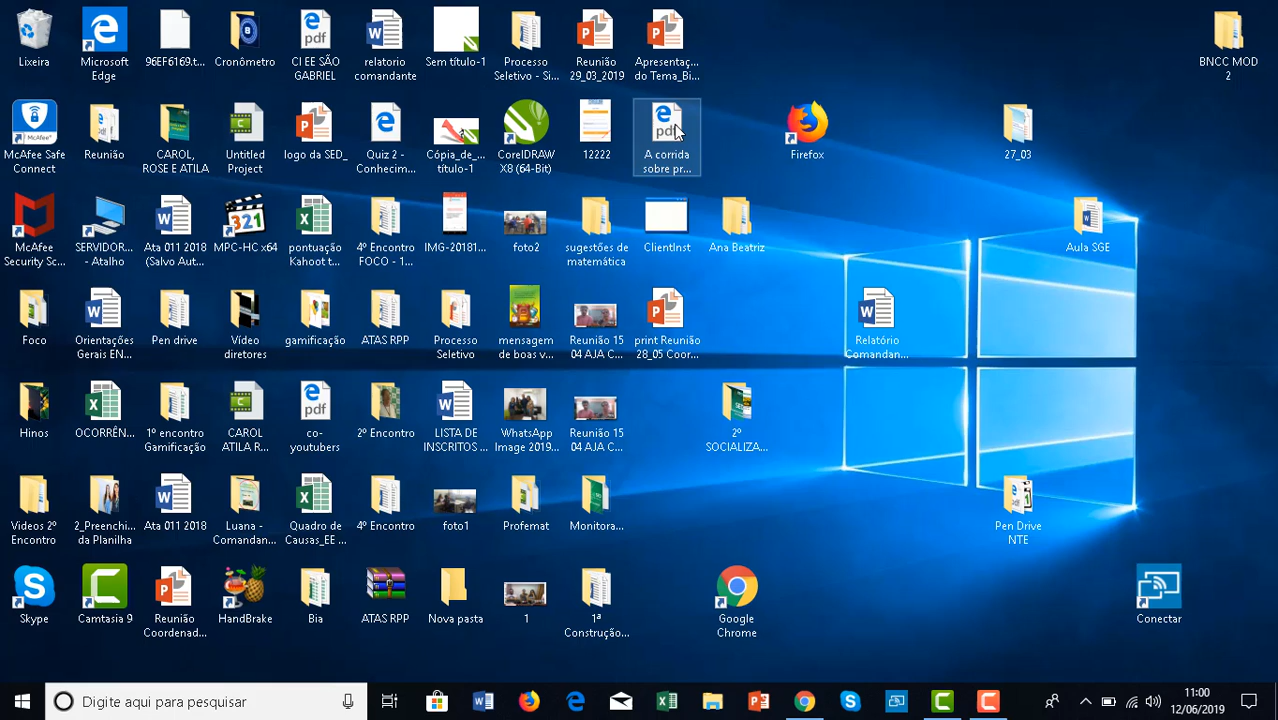 Lixeira
Microsoft
Edge
96EF6169.t...
Cronômetro
CI EE SÃO
GABRIEL
relatorio
comandante
Sem título-1
Processo
Seletivo - Si...
Reunião
29_03_2019
Apresentaç...
do Tema_Bi...
BNCC MOD
2
McAfee Safe
Connect
Reunião
CAROL,
ROSE E ATILA
Untitled
Project
logo da SED_
Quiz 2 -
Conhecim...
Cópia_de_...
título-1
CorelDRAW
X8 (64-Bit)
12222
A corrida
sobre pr...
Firefox
27_03
McAfee
Security Sc...
SERVIDOR...
- Atalho
Ata 011 2018
(Salvo Aut...
MPC-HC x64
pontuação
Kahoot t...
4º Encontro
FOCO - 1...
IMG-20181...
foto2
sugestões de
matemática
ClientInst
Ana Beatriz
Aula SGE
Foco
Orientações
Gerais EN...
Pen drive
Vídeo
diretores
gamificação
ATAS RPP
Processo
Seletivo
mensagem
de boas v...
Reunião 15
04 AJA C...
print Reunião
28_05 Coor...
Relatório
Comandan...
Hinos
OCORRÊN...
1º encontro
Gamificação
CAROL
ATILA R...
co-
youtubers
2º Encontro
LISTA DE
INSCRITOS ...
WhatsApp
Image 2019...
Reunião 15
04 AJA C...
2º
SOCIALIZA...
Videos 2º
Encontro
2_Preenchi...
da Planilha
Ata 011 2018
Luana -
Comandan...
Quadro de
Causas_EE ...
4º Encontro
foto1
Profemat
Monitora...
Pen Drive
NTE
Skype
Camtasia 9
Reunião
Coordenad...
HandBrake
Bia
ATAS RPP
Nova pasta
1
1ª
Construção...
Google
Chrome
Conectar
Digite aqui para pesquisar
11:00
12/06/2019